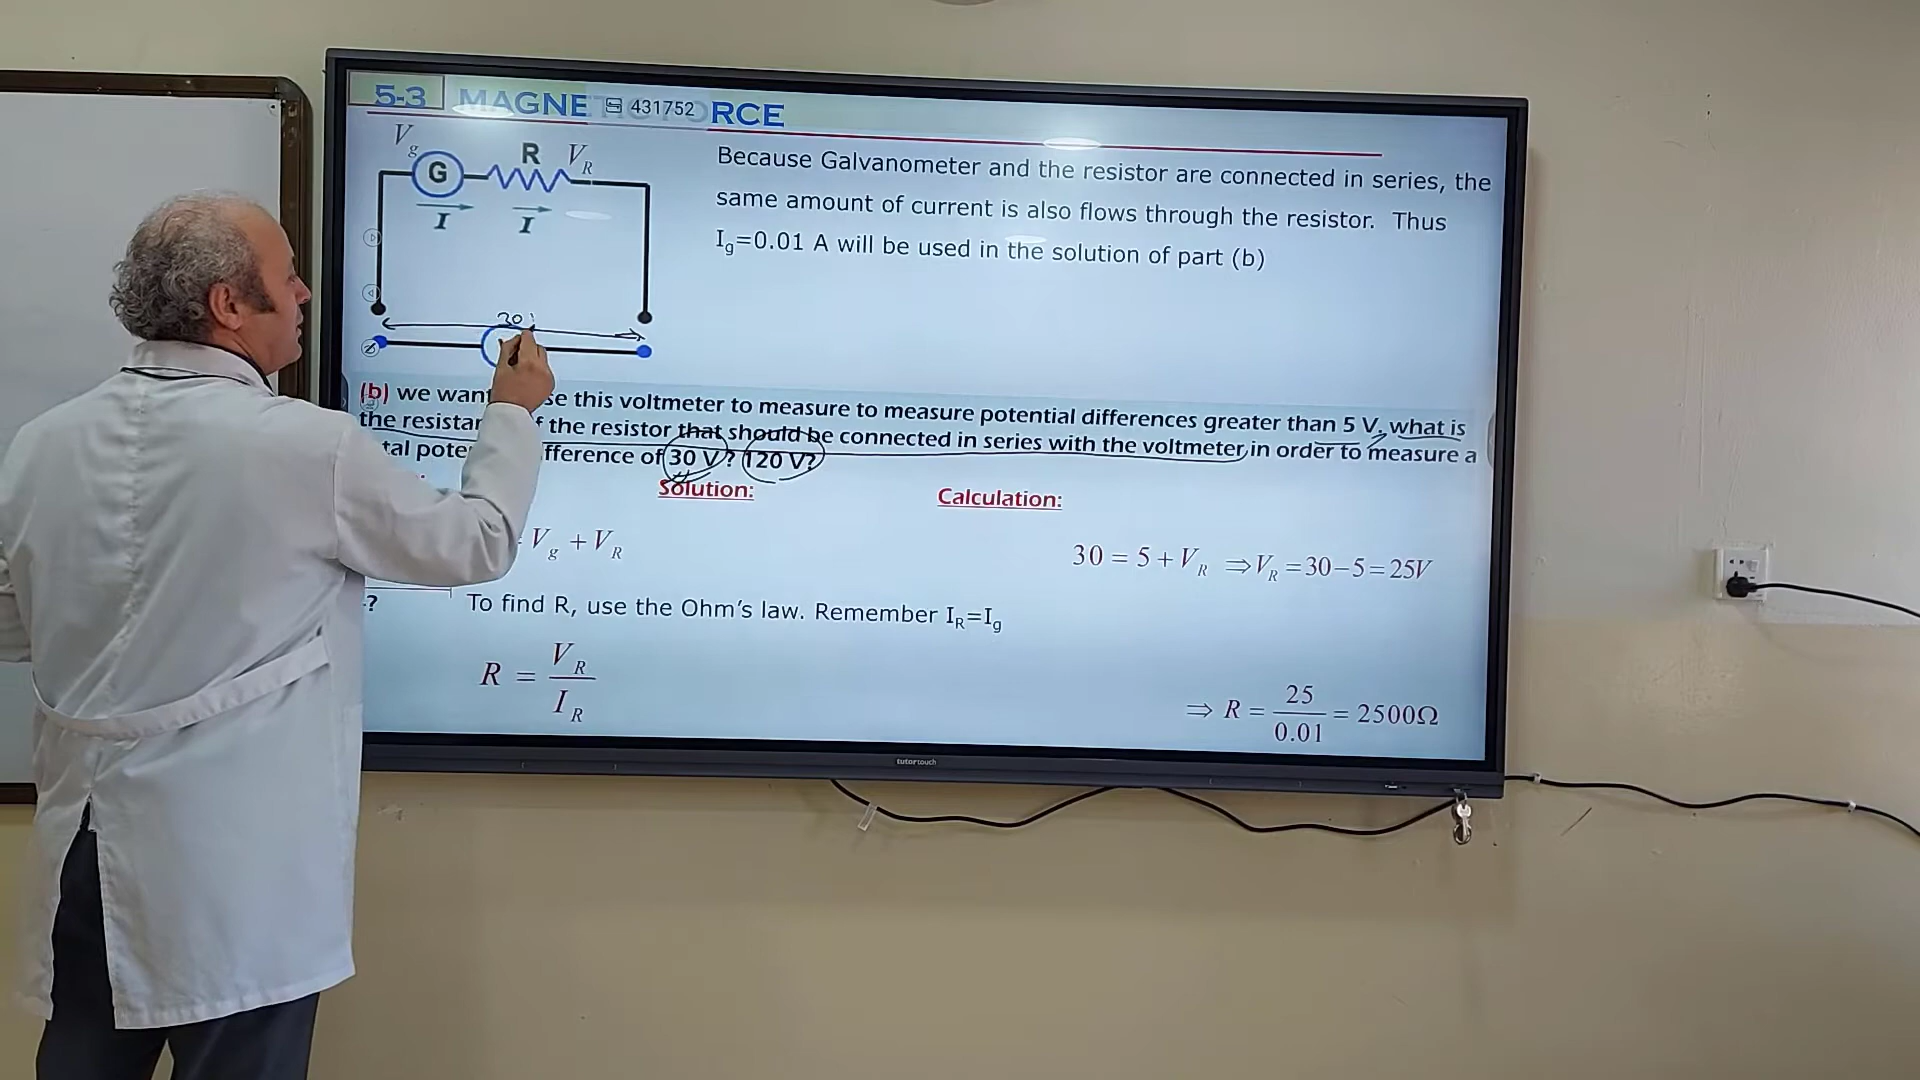 5-3 MAGNE 431752 RCE
V g
G
R V R
I I
Because Galvanometer and the resistor are connected in series, the
same amount of current is also flows through the resistor. Thus
Ig=0.01 A will be used in the solution of part (b)
30
(b) we want se this voltmeter to measure to measure potential differences greater than 5 V, what is
the resistan f the resistor that should be connected in series with the voltmeter in order to measure a
tal pote fference of 30 V? 120 V?
Solution:
Calculation:
Vg + VR
30 = 5 + VR ⇒ VR = 30 – 5 = 25V
?
To find R, use the Ohm's law. Remember IR=Ig
R = VR / IR
⇒ R = 25 / 0.01 = 2500Ω
tutortouch